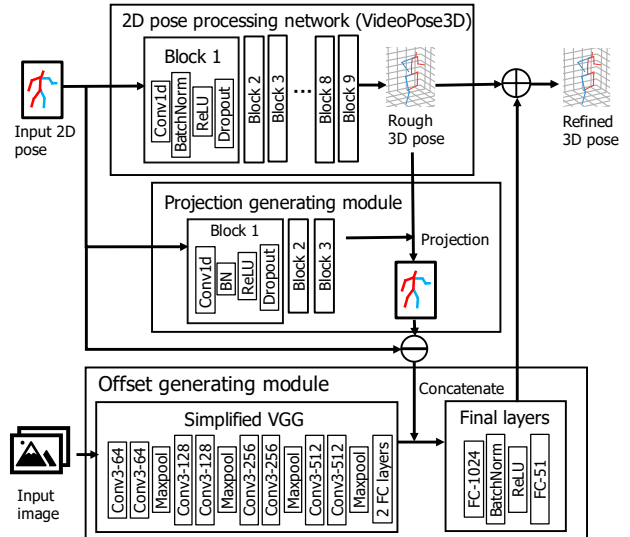 2D pose processing network (VideoPose3D)
Block 1
Conv1d
BatchNorm
ReLU
Dropout
Block 2
Block 3
...
Block 8
Block 9
Input 2D
pose
Rough
3D pose
Refined
3D pose
Projection generating module
Block 1
Conv1d
BN
ReLU
Dropout
Block 2
Block 3
Projection
Offset generating module
Concatenate
Simplified VGG
Conv3-64
Conv3-64
Maxpool
Conv3-128
Conv3-128
Maxpool
Conv3-256
Conv3-256
Maxpool
Conv3-512
Conv3-512
Maxpool
2 FC layers
Final layers
FC-1024
BatchNorm
ReLU
FC-51
Input
image